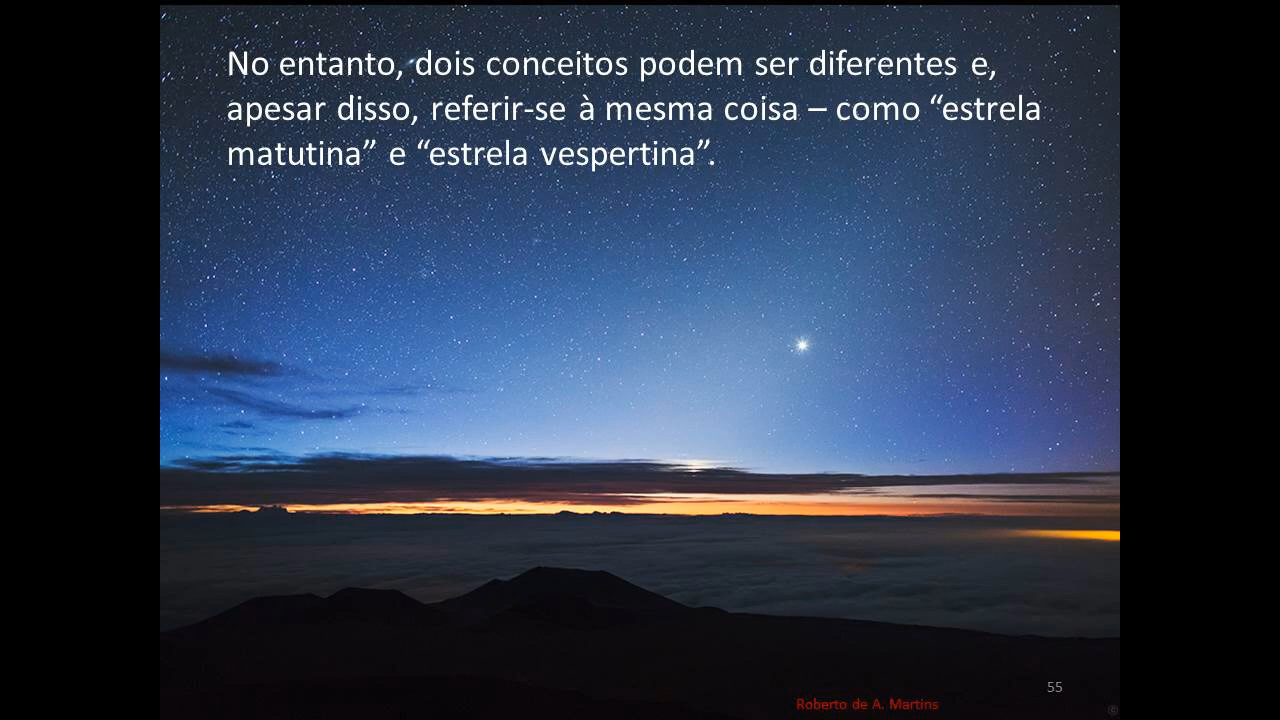 No entanto, dois conceitos podem ser diferentes e,
apesar disso, referir-se à mesma coisa – como “estrela
matutina” e “estrela vespertina”.
55
Roberto de A. Martins
©